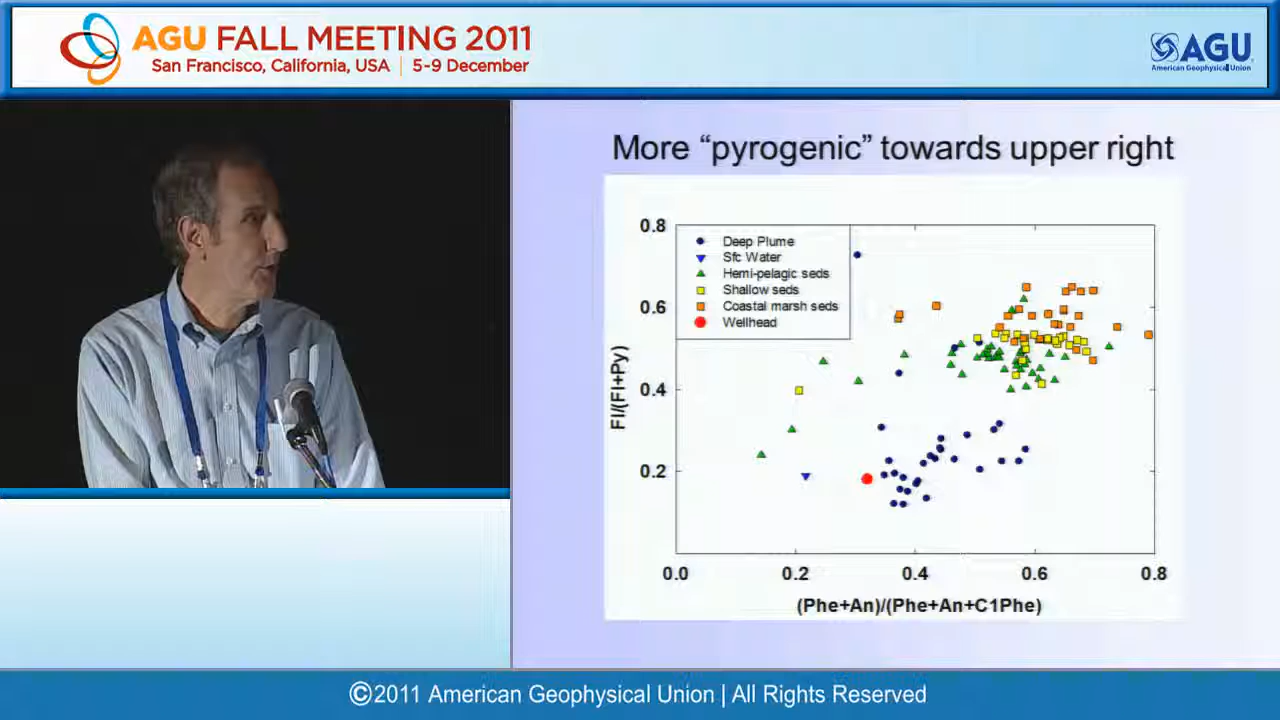 AGU FALL MEETING 2011
San Francisco, California, USA | 5-9 December
AGU
American Geophysical Union
More “pyrogenic” towards upper right
0.8
0.6
0.4
0.2
Fl/(Fl+Py)
Deep Plume
Sfc Water
Hemi-pelagic seds
Shallow seds
Coastal marsh seds
Wellhead
0.0 0.2 0.4 0.6 0.8
(Phe+An)/(Phe+An+C1Phe)
©2011 American Geophysical Union | All Rights Reserved